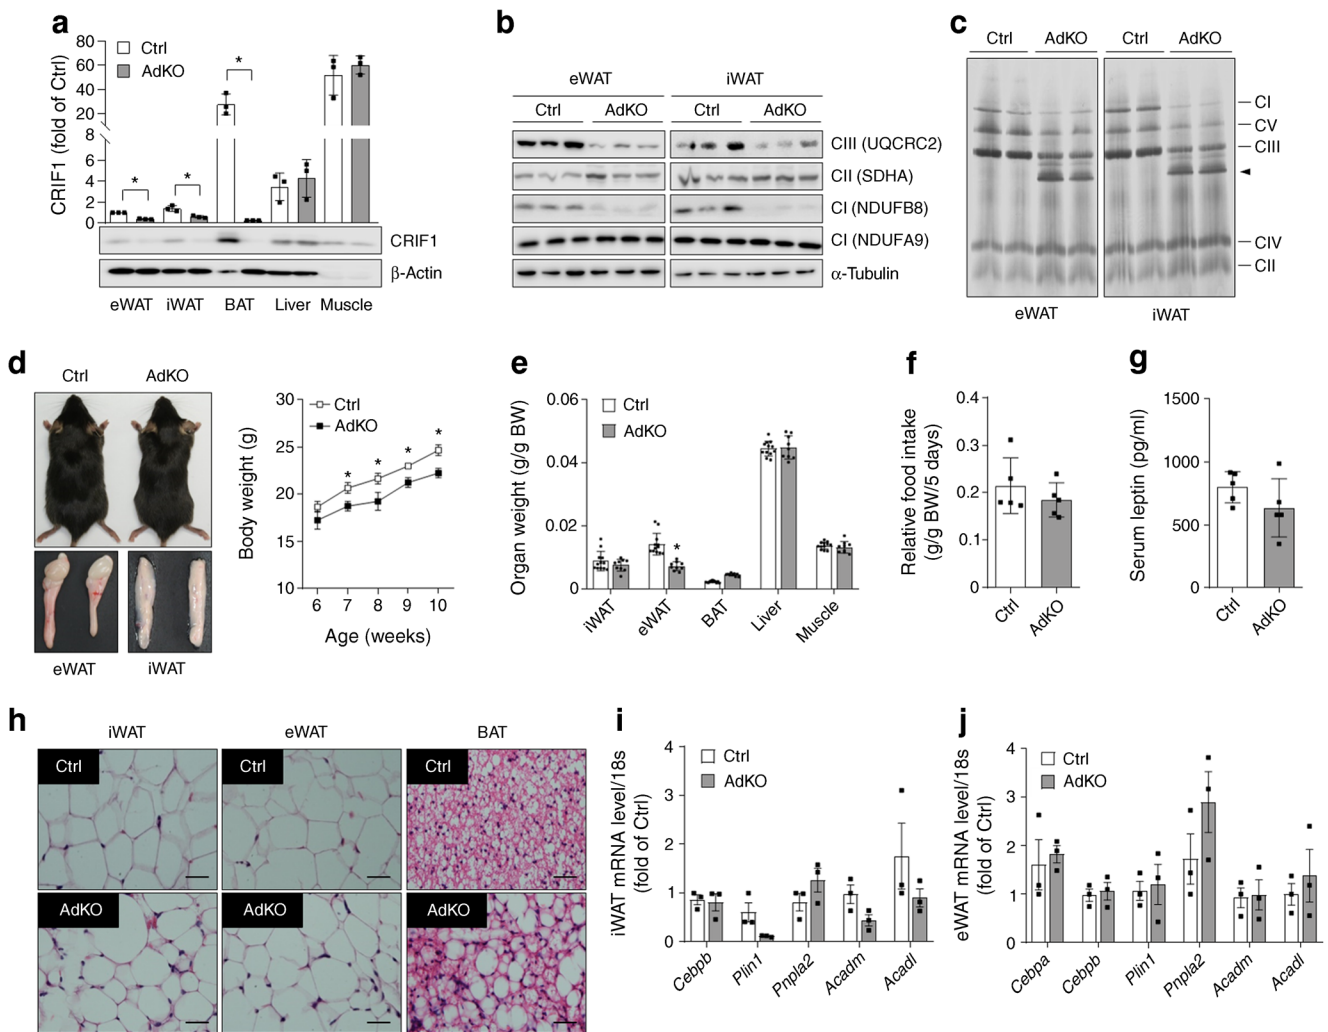 a
CRIF1 (fold of Ctrl)
80
60
40
20
8
6
4
2
0
Ctrl
AdKO
*
*
*
CRIF1
β-Actin
eWAT iWAT BAT Liver Muscle
b
eWAT iWAT
Ctrl AdKO Ctrl AdKO
CIII (UQCRC2)
CII (SDHA)
CI (NDUFB8)
CI (NDUFA9)
α-Tubulin
c
Ctrl AdKO Ctrl AdKO
CI
CV
CIII
CIV
CII
eWAT iWAT
d
Ctrl AdKO
eWAT iWAT
Body weight (g)
30
25
20
15
10
Ctrl
AdKO
* * * *
6 7 8 9 10
Age (weeks)
e
Organ weight (g/g BW)
0.06
0.04
0.02
0
Ctrl
AdKO
*
iWAT eWAT BAT Liver Muscle
f
Relative food intake
(g/g BW/5 days)
0.4
0.3
0.2
0.1
0
Ctrl AdKO
g
Serum leptin (pg/ml)
1500
1000
500
0
Ctrl AdKO
h
iWAT eWAT BAT
Ctrl Ctrl Ctrl
AdKO AdKO AdKO
i
iWAT mRNA level/18s
(fold of Ctrl)
4
3
2
1
0
Ctrl
AdKO
Cebpb Plin1 Pnpla2 Acadm Acadl
j
eWAT mRNA level/18s
(fold of Ctrl)
4
3
2
1
0
Ctrl
AdKO
Cebpa Cebpb Plin1 Pnpla2 Acadm Acadl